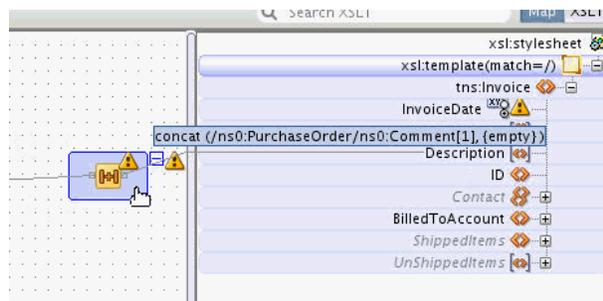 Search XSLT
Map XSLT
xsl:stylesheet
xsl:template(match=/)
tns:Invoice
InvoiceDate
concat (/ns0:PurchaseOrder/ns0:Comment[1], {empty})
Description
ID
Contact
BilledToAccount
ShippedItems
UnShippedItems